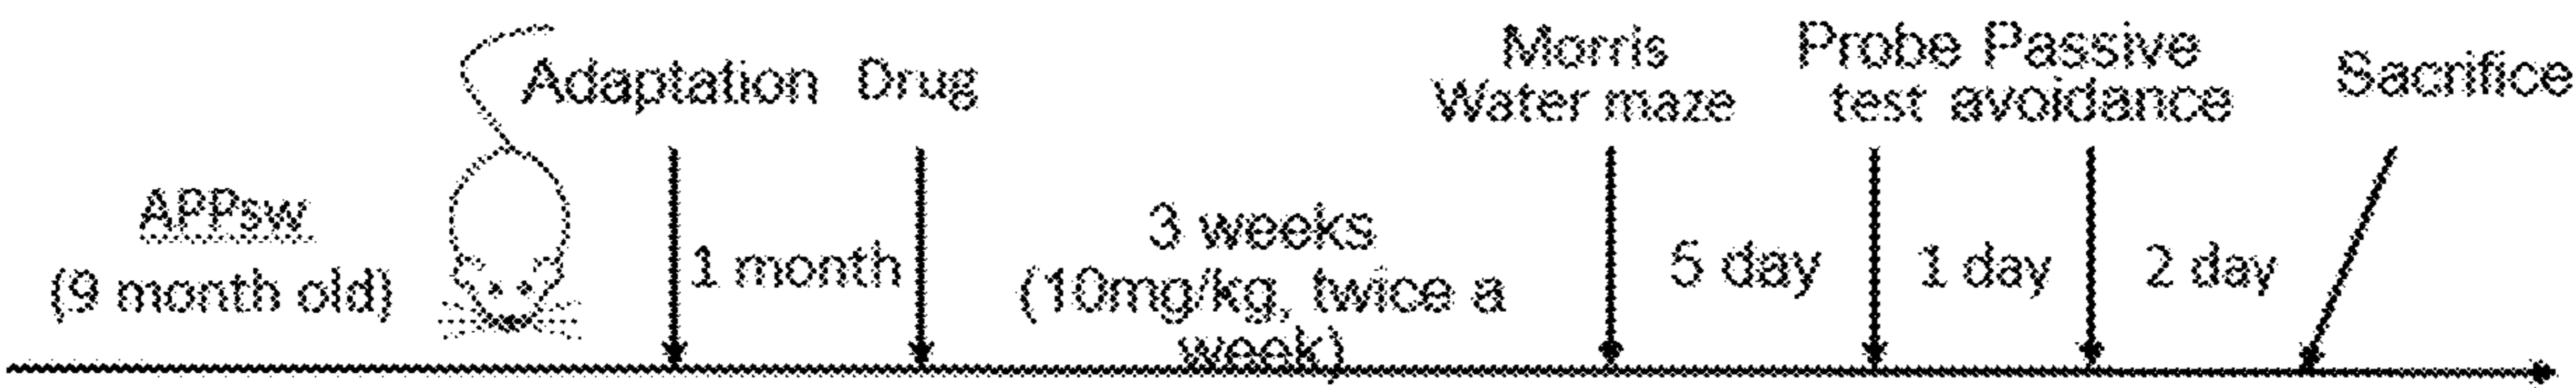 APPsw
(9 month old)
Adaptation
1 month
Drug
3 weeks
(10mg/kg, twice a
week)
Morris
Water maze
5 day
Probe
test
1 day
Passive
avoidance
2 day
Sacrifice